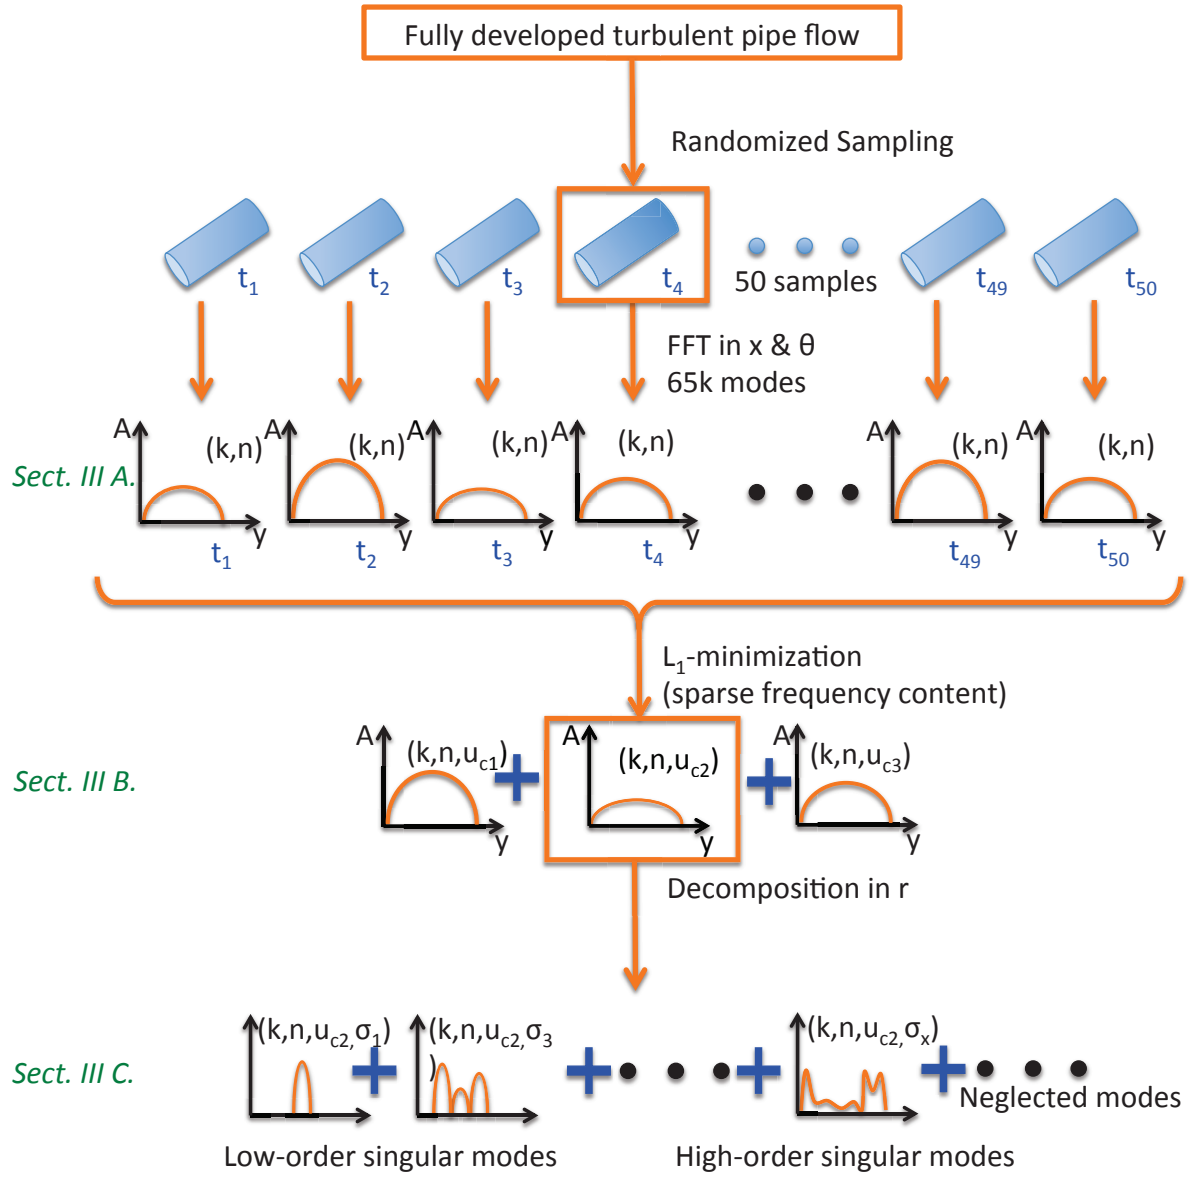 Fully developed turbulent pipe flow
Randomized Sampling
t1 t2 t3 t4 50 samples t49 t50
FFT in x & θ
65k modes
A (k,n) A (k,n) A (k,n) A (k,n) A (k,n) A (k,n)
Sect. III A.
y y y y y y
t1 t2 t3 t4 t49 t50
L1-minimization
(sparse frequency content)
A (k,n,uc1) + A (k,n,uc2) + A (k,n,uc3)
Sect. III B.
y y y
Decomposition in r
(k,n,uc2,σ1) + (k,n,uc2,σ3 + + (k,n,uc2,σx) +
)
Sect. III C.
Neglected modes
Low-order singular modes High-order singular modes